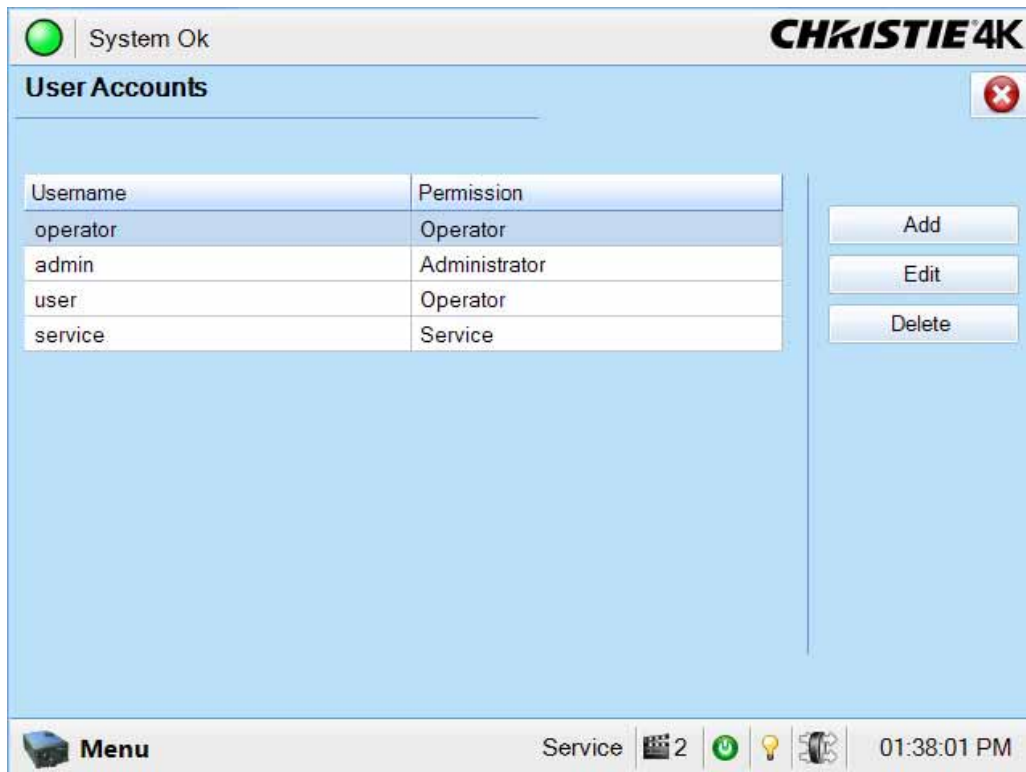 System Ok
CHRISTIE 4K
User Accounts
Username Permission
operator Operator
admin Administrator
user Operator
service Service
Add
Edit
Delete
Menu
Service 2 01:38:01 PM